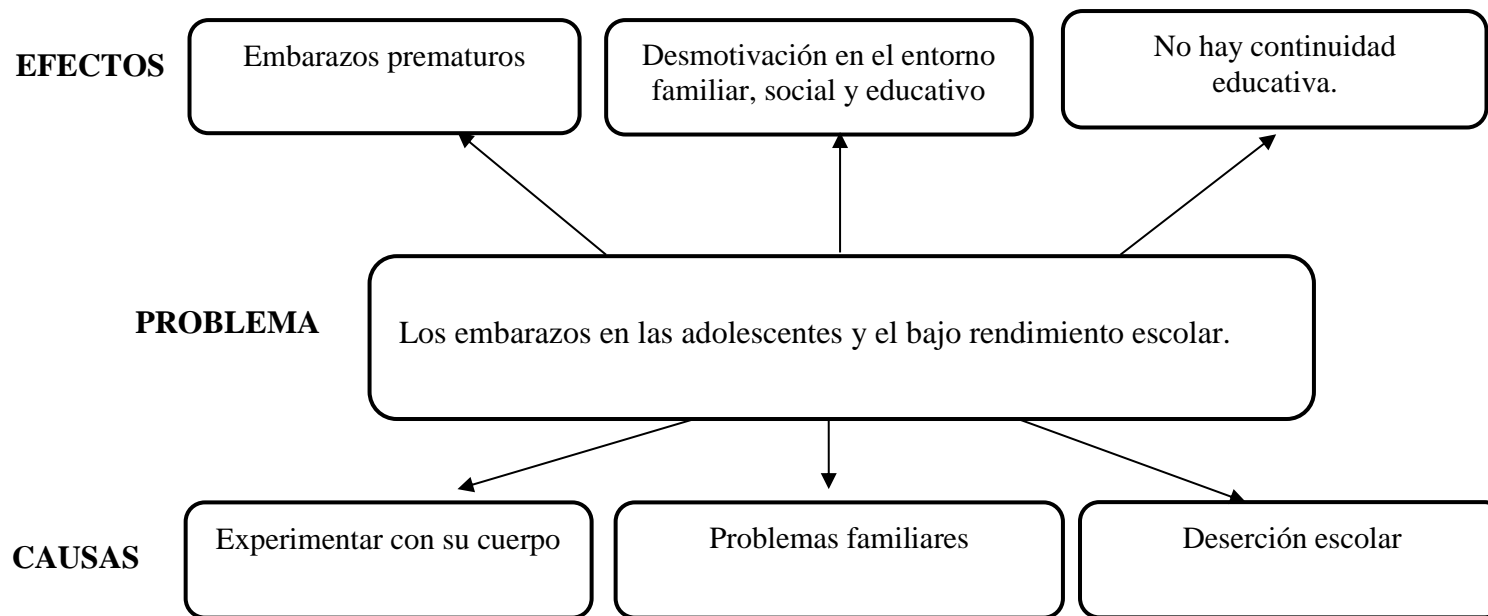 EFECTOS
Embarazos prematuros
Desmotivación en el entorno
familiar, social y educativo
No hay continuidad
educativa.
PROBLEMA
Los embarazos en las adolescentes y el bajo rendimiento escolar.
CAUSAS
Experimentar con su cuerpo
Problemas familiares
Deserción escolar